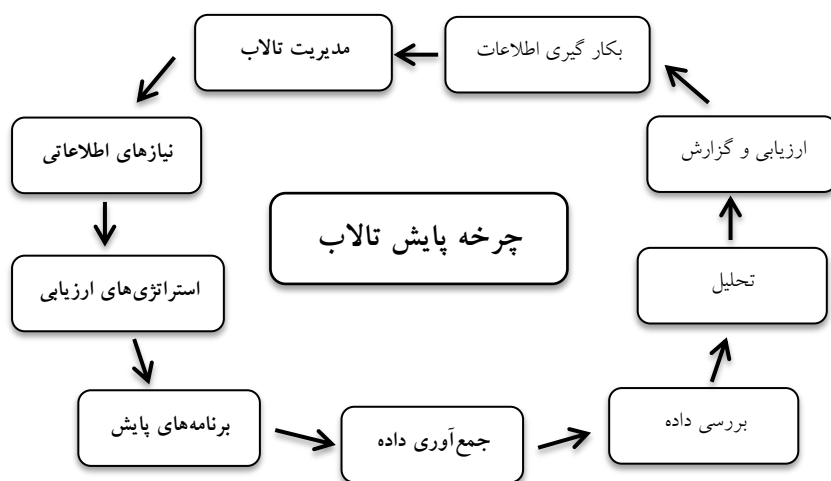 بکار گیری اطلاعات
مدیریت تالاب
نیازهای اطلاعاتی
ارزیابی و گزارش
چرخه پایش تالاب
استراتژی‌های ارزیابی
تحلیل
برنامه‌های پایش
جمع‌آوری داده
بررسی داده